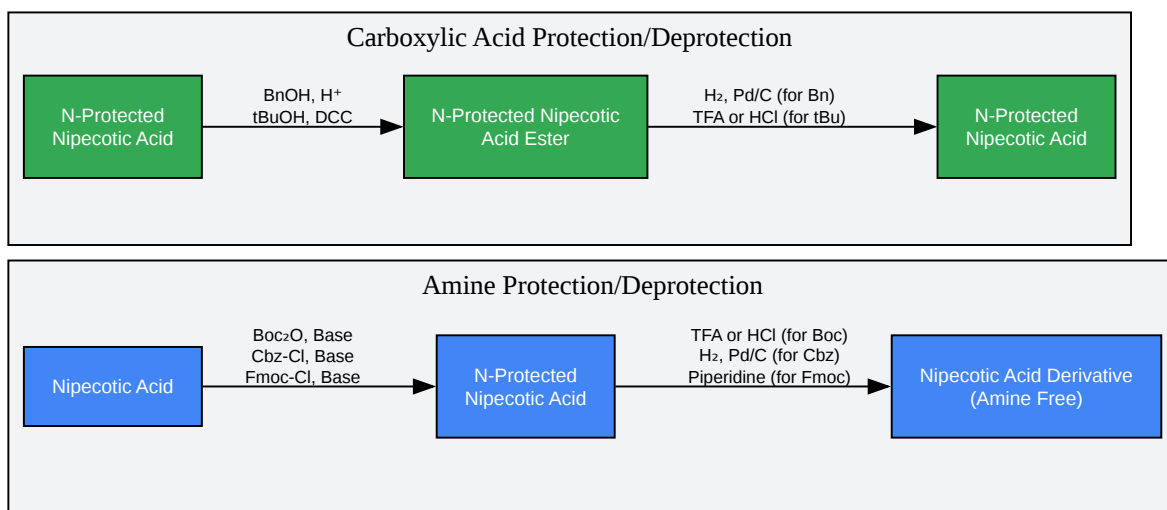 Carboxylic Acid Protection/Deprotection
N-Protected
Nipecotic Acid
BnOH, H⁺
tBuOH, DCC
N-Protected Nipecotic
Acid Ester
H₂, Pd/C (for Bn)
TFA or HCl (for tBu)
N-Protected
Nipecotic Acid
Amine Protection/Deprotection
Nipecotic Acid
Boc₂O, Base
Cbz-Cl, Base
Fmoc-Cl, Base
N-Protected
Nipecotic Acid
TFA or HCl (for Boc)
H₂, Pd/C (for Cbz)
Piperidine (for Fmoc)
Nipecotic Acid Derivative
(Amine Free)